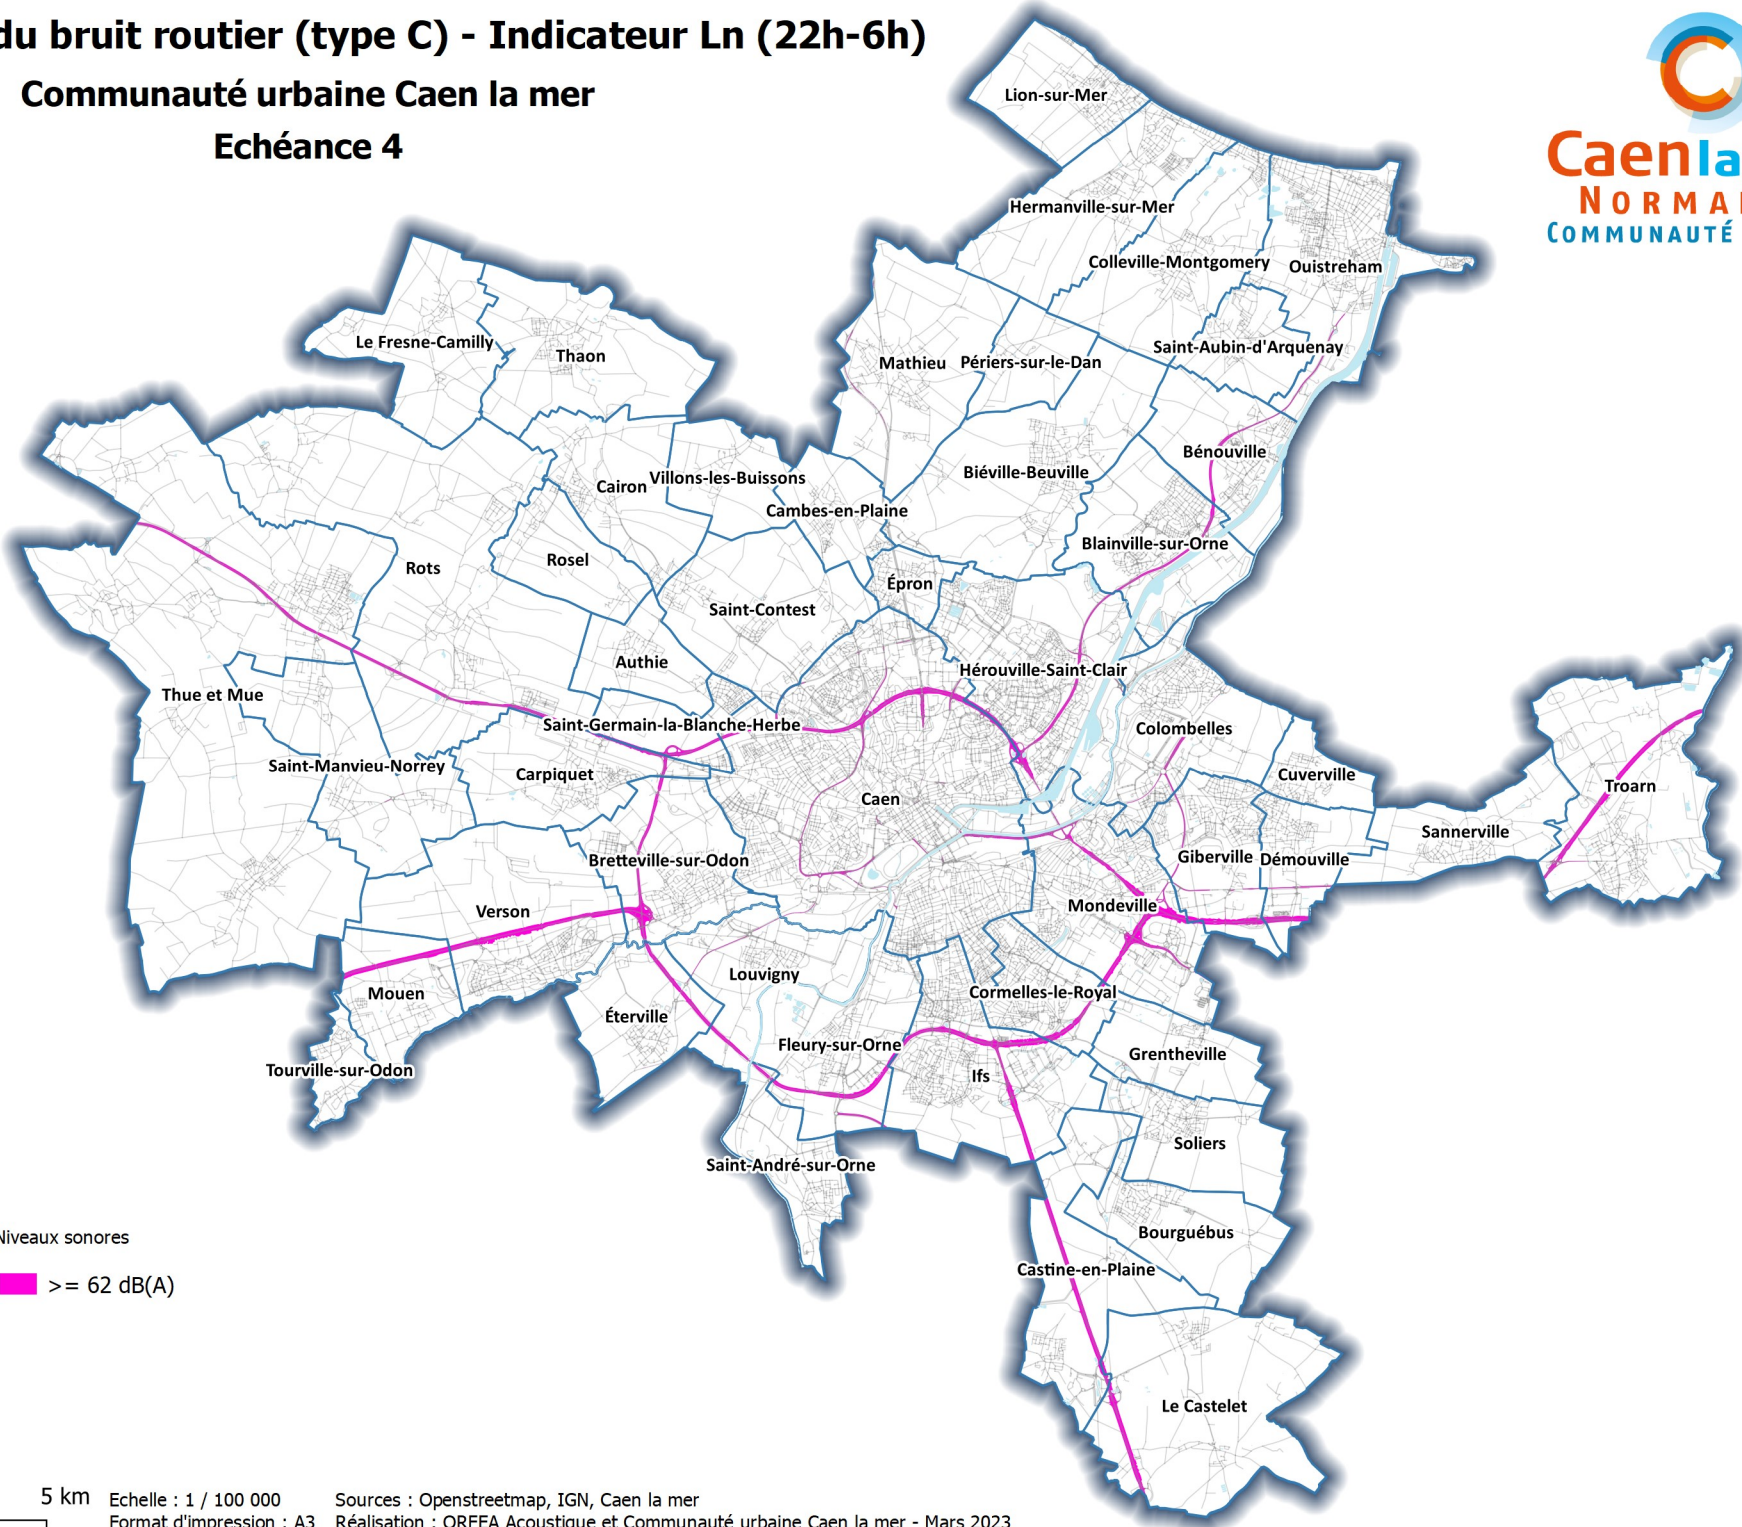 du bruit routier (type C) - Indicateur Ln (22h-6h)
Communauté urbaine Caen la mer
Echéance 4
Caen la
NORMA
COMMUNAUTÉ
Lion-sur-Mer
Hermanville-sur-Mer
Colleville-Montgomery
Ouistreham
Le Fresne-Camilly
Thaon
Mathieu
Périers-sur-le-Dan
Saint-Aubin-d'Arquenay
Bénouville
Biéville-Beuville
Cairon
Villons-les-Buissons
Cambes-en-Plaine
Blainville-sur-Orne
Rots
Rosel
Épron
Saint-Contest
Authie
Hérouville-Saint-Clair
Thue et Mue
Saint-Germain-la-Blanche-Herbe
Colombelles
Saint-Manvieu-Norrey
Carpiquet
Cuverville
Troarn
Caen
Sannerville
Bretteville-sur-Odon
Giberville
Démouville
Verson
Mondeville
Louvigny
Mouen
Cormelles-le-Royal
Éterville
Fleury-sur-Orne
Grentheville
Tourville-sur-Odon
Ifs
Soliers
Saint-André-sur-Orne
Bourguébus
Castine-en-Plaine
Le Castelet
Niveaux sonores
>= 62 dB(A)
5 km
Echelle : 1 / 100 000
Sources : Openstreetmap, IGN, Caen la mer
Format d'impression : A3
Réalisation : ORFEA Acoustique et Communauté urbaine Caen la mer - Mars 2023